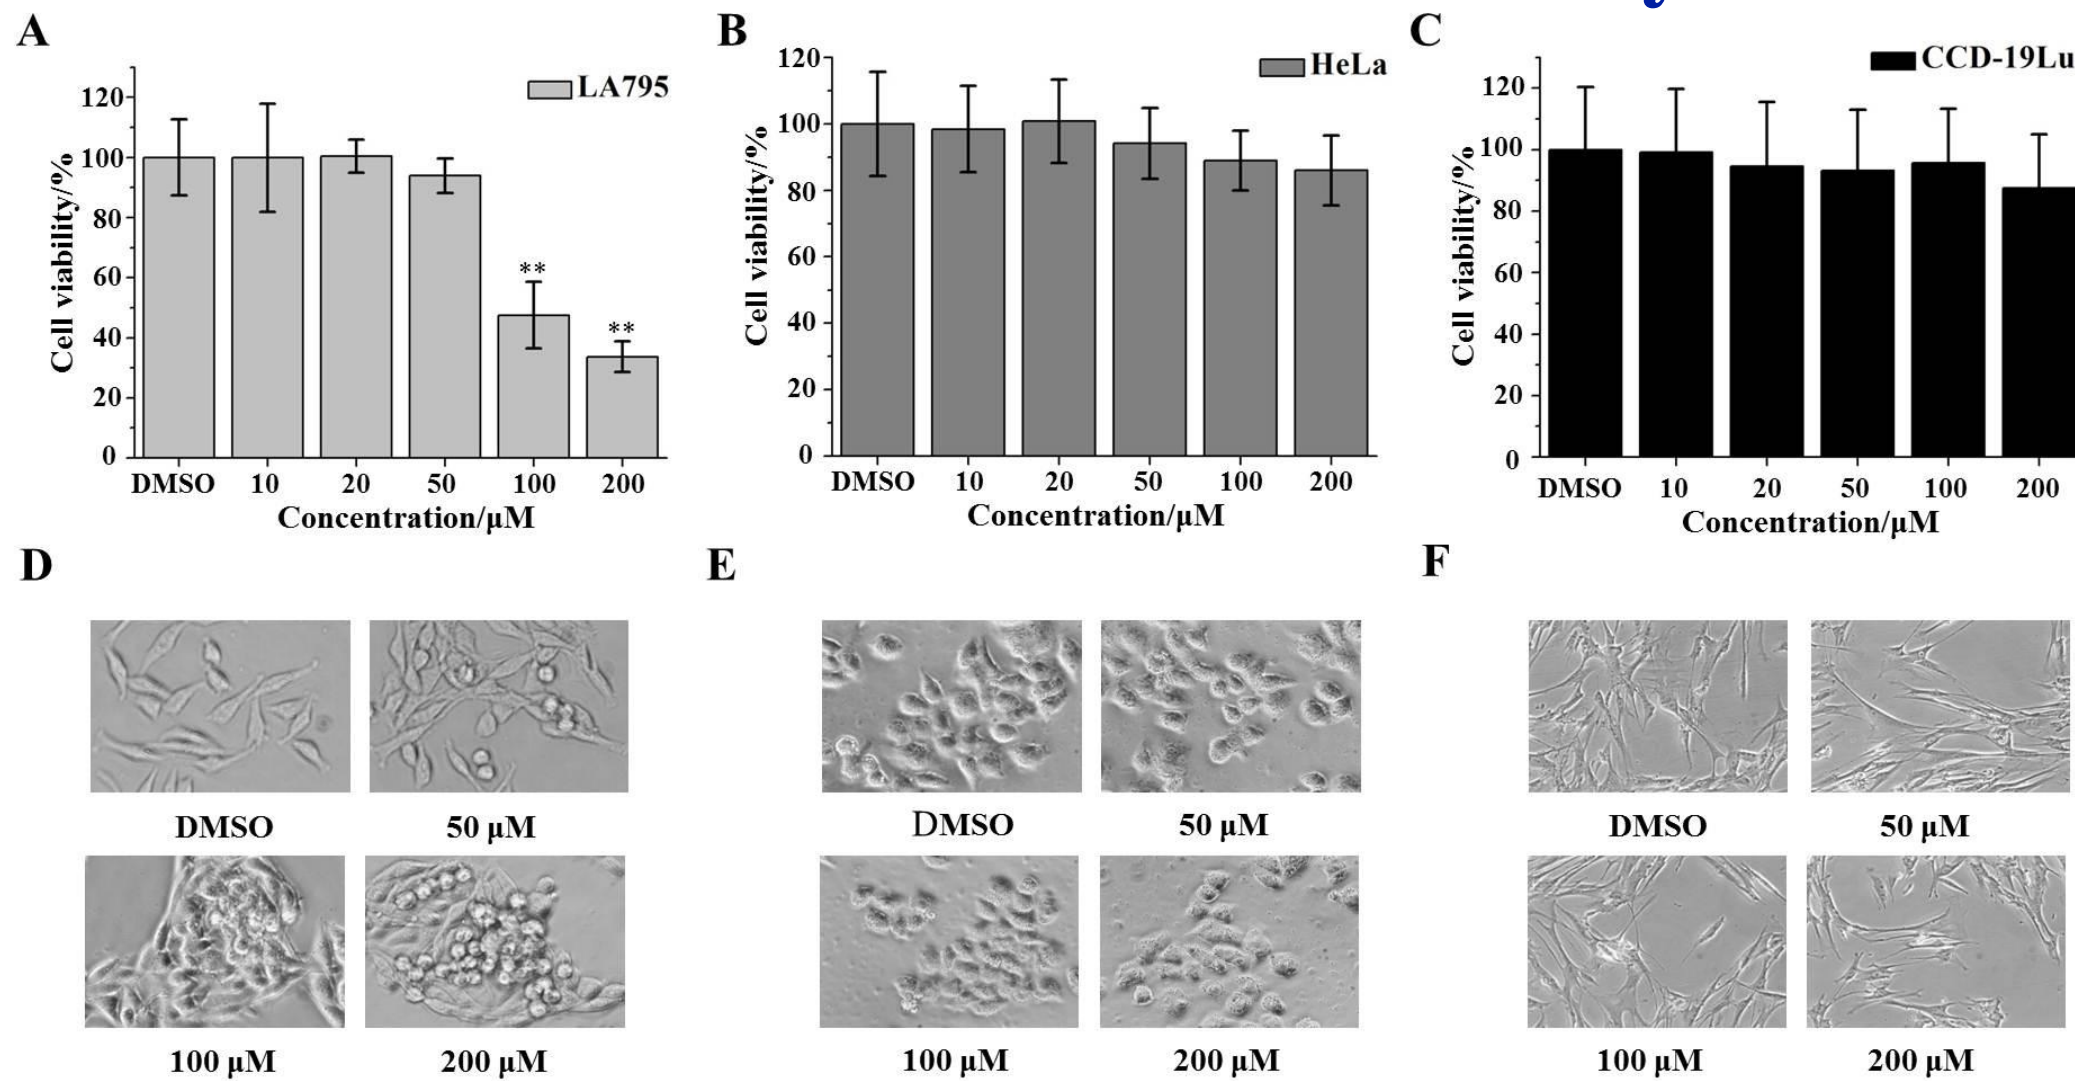 A
LA795
120
100
80
60
40
20
0
Cell viability/%
**
**
DMSO 10 20 50 100 200
Concentration/μM
B
HeLa
120
100
80
60
40
20
0
Cell viability/%
DMSO 10 20 50 100 200
Concentration/μM
C
CCD-19Lu
120
100
80
60
40
20
0
Cell viability/%
DMSO 10 20 50 100 200
Concentration/μM
D
DMSO 50 μM
100 μM 200 μM
E
DMSO 50 μM
100 μM 200 μM
F
DMSO 50 μM
100 μM 200 μM